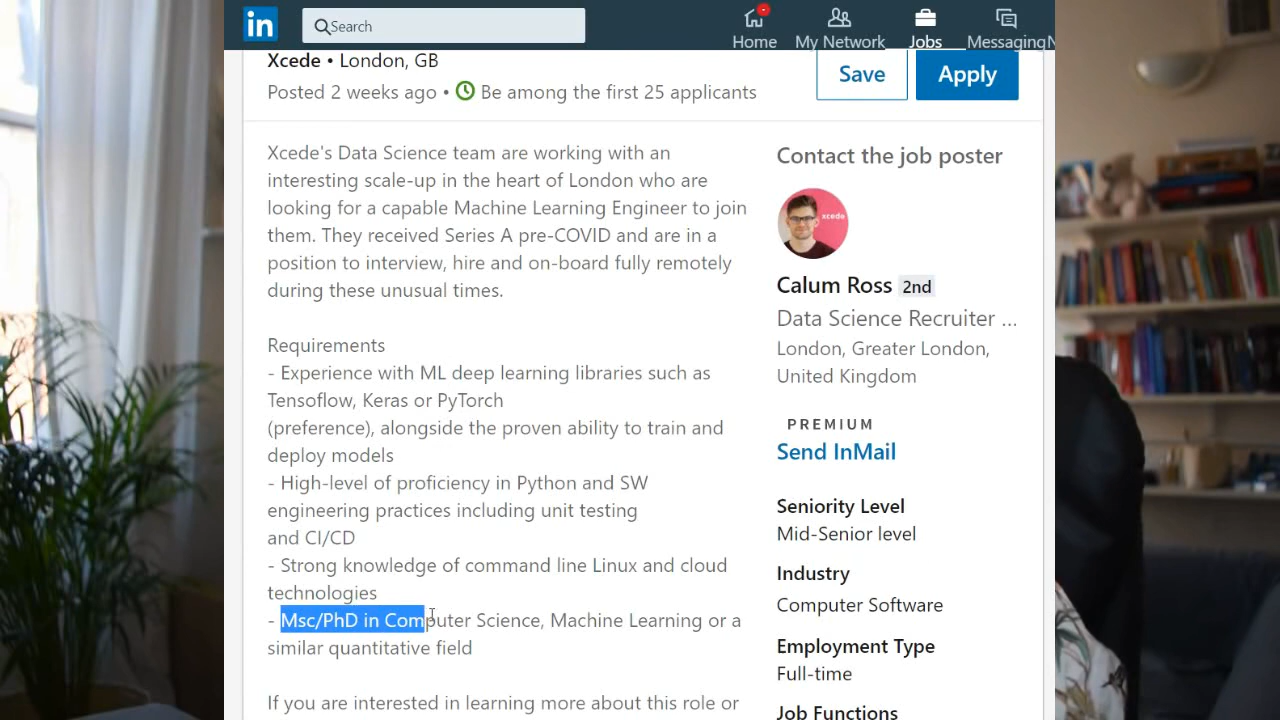 in
Search
Home
My Network
Jobs
Messaging
Xcede • London, GB
Posted 2 weeks ago • Be among the first 25 applicants
Save
Apply
Xcede's Data Science team are working with an
interesting scale-up in the heart of London who are
looking for a capable Machine Learning Engineer to join
them. They received Series A pre-COVID and are in a
position to interview, hire and on-board fully remotely
during these unusual times.
Requirements
- Experience with ML deep learning libraries such as
Tensoflow, Keras or PyTorch
(preference), alongside the proven ability to train and
deploy models
- High-level of proficiency in Python and SW
engineering practices including unit testing
and CI/CD
- Strong knowledge of command line Linux and cloud
technologies
- Msc/PhD in Computer Science, Machine Learning or a
similar quantitative field
If you are interested in learning more about this role or
Contact the job poster
xcede
Calum Ross 2nd
Data Science Recruiter ...
London, Greater London,
United Kingdom
PREMIUM
Send InMail
Seniority Level
Mid-Senior level
Industry
Computer Software
Employment Type
Full-time
Job Functions